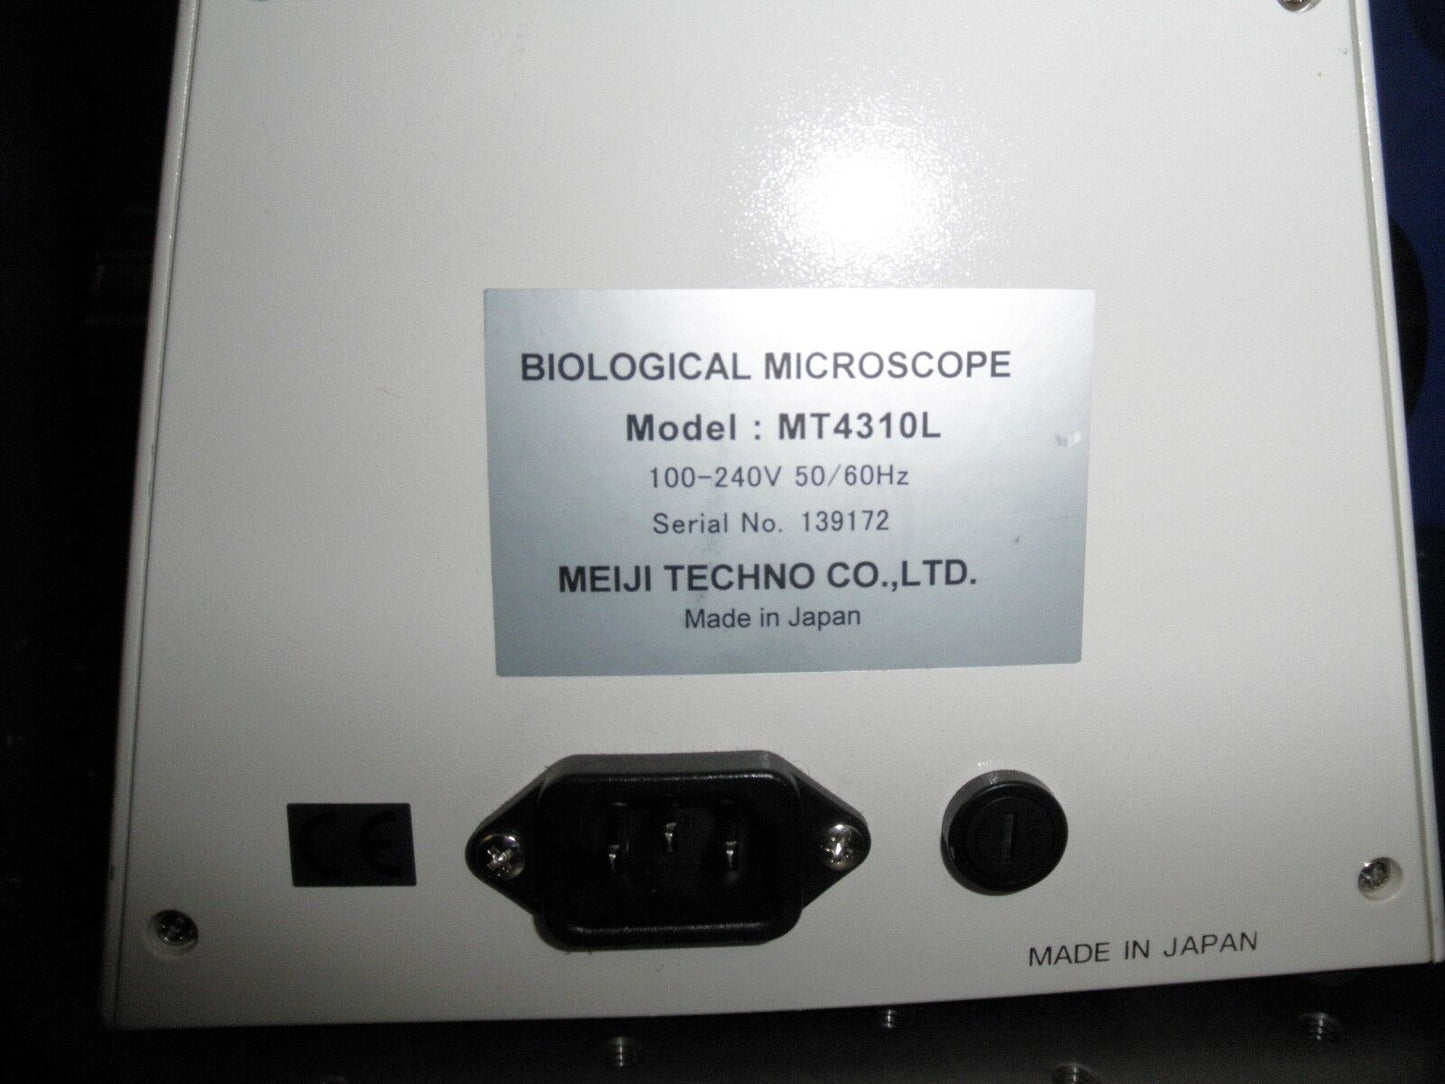 BIOLOGICAL MICROSCOPE
Model : MT4310L
100-240V 50/60Hz
Serial No. 139172
MEIJI TECHNO CO.,LTD.
Made in Japan
CE
MADE IN JAPAN